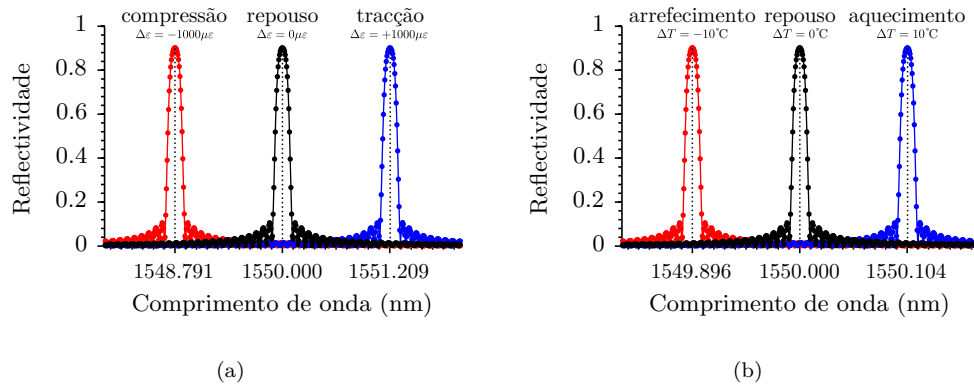 compressão repouso tracção
Δε = −1000με Δε = 0με Δε = +1000με
1
0.8
0.6
0.4
0.2
0
Reflectividade
1548.791 1550.000 1551.209
Comprimento de onda (nm)
(a)
arrefecimento repouso aquecimento
ΔT = −10°C ΔT = 0°C ΔT = 10°C
1
0.8
0.6
0.4
0.2
0
Reflectividade
1549.896 1550.000 1550.104
Comprimento de onda (nm)
(b)